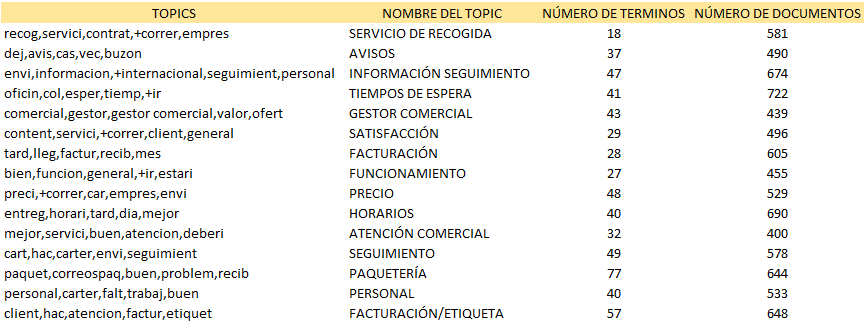 TOPICS NOMBRE DEL TOPIC NÚMERO DE TERMINOS NÚMERO DE DOCUMENTOS
recog,servici,contrat,+correr,empres SERVICIO DE RECOGIDA 18 581
dej,avis,cas,vec,buzon AVISOS 37 490
envi,informacion,+internacional,seguimient,personal INFORMACIÓN SEGUIMIENTO 47 674
oficin,col,esper,tiemp,+ir TIEMPOS DE ESPERA 41 722
comercial,gestor,gestor comercial,valor,ofert GESTOR COMERCIAL 43 439
content,servici,+correr,client,general SATISFACCIÓN 29 496
tard,lleg,factur,recib,mes FACTURACIÓN 28 605
bien,funcion,general,+ir,estari FUNCIONAMIENTO 27 455
preci,+correr,car,empres,envi PRECIO 48 529
entreg,horari,tard,dia,mejor HORARIOS 40 690
mejor,servici,buen,atencion,deberi ATENCIÓN COMERCIAL 32 400
cart,hac,carter,envi,seguimient SEGUIMIENTO 49 578
paquet,correospaq,buen,problem,recib PAQUETERÍA 77 644
personal,carter,falt,trabaj,buen PERSONAL 40 533
client,hac,atencion,factur,etiquet FACTURACIÓN/ETIQUETA 57 648